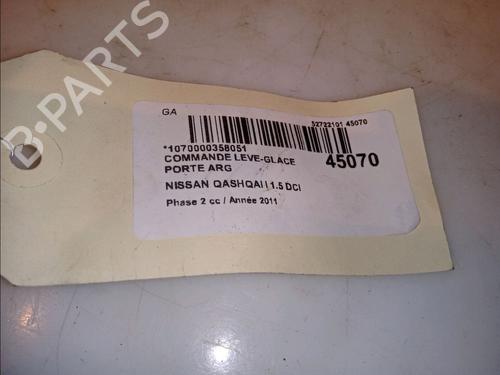 B-PARTS
GA
52722101 45070
*1070000358051
COMMANDE LEVE-GLACE
45070
PORTE ARG
NISSAN QASHQAI I 1.5 DCI
Phase 2 cc / Année 2011